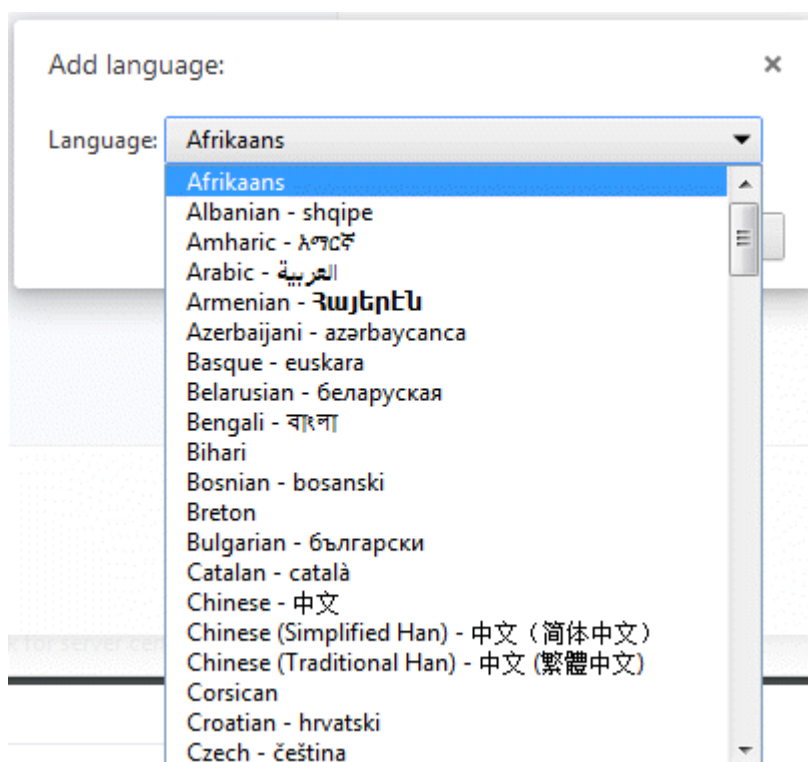 Add language:
Language: Afrikaans
Afrikaans
Albanian - shqipe
Amharic - አማርኛ
Arabic - العربية
Armenian - Հայերէն
Azerbaijani - azərbaycanca
Basque - euskara
Belarusian - беларуская
Bengali - বাংলা
Bihari
Bosnian - bosanski
Breton
Bulgarian - български
Catalan - català
Chinese - 中文
Chinese (Simplified Han) - 中文（简体中文）
Chinese (Traditional Han) - 中文 (繁體中文)
Corsican
Croatian - hrvatski
Czech - čeština
for server